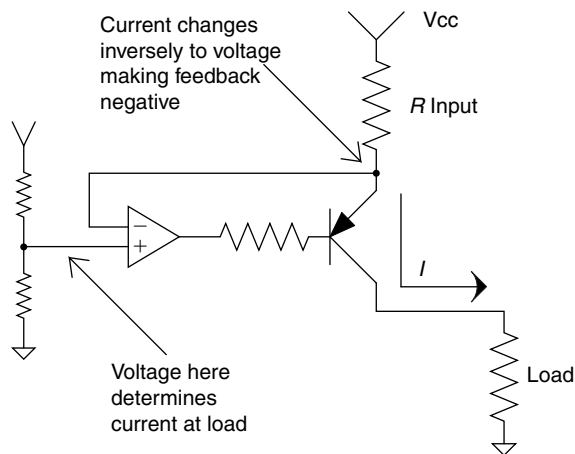 Current changes
inversely to voltage
making feedback
negative
Vcc
R Input
−
+
I
Load
Voltage here
determines
current at load